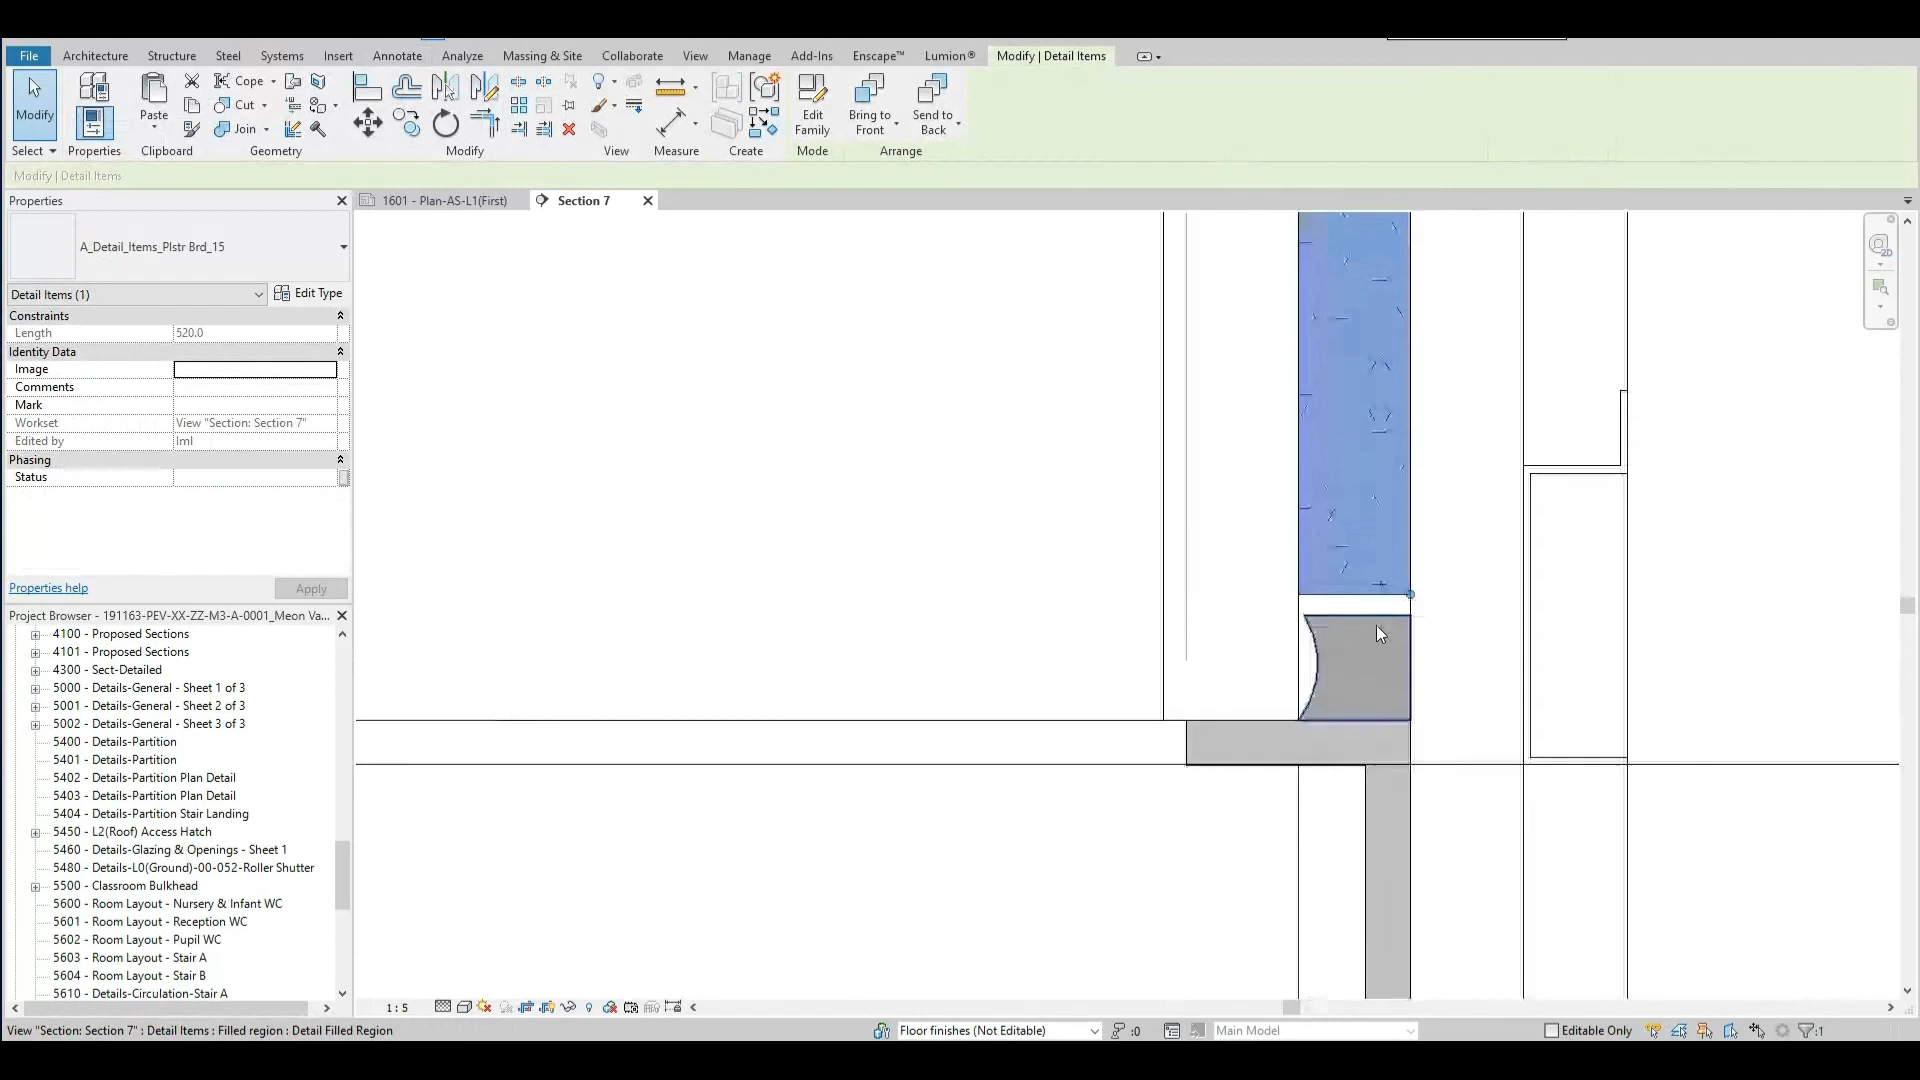 File Architecture Structure Steel Systems Insert Annotate Analyze Massing & Site Collaborate View Manage Add-Ins Enscape™ Lumion® Modify | Detail Items
Modify Paste Cope Cut Join Edit Family Bring to Front Send to Back
Select Properties Clipboard Geometry Modify View Measure Create Mode Arrange
Modify | Detail Items
Properties
1601 - Plan-AS-L1(First) Section 7
A_Detail_Items_Plstr Brd_15
Detail Items (1) Edit Type
Constraints
Length 520.0
Identity Data
Image
Comments
Mark
Workset View "Section: Section 7"
Edited by lml
Phasing
Status
Properties help Apply
Project Browser - 191163-PEV-XX-ZZ-M3-A-0001_Meon Va...
4100 - Proposed Sections
4101 - Proposed Sections
4300 - Sect-Detailed
5000 - Details-General - Sheet 1 of 3
5001 - Details-General - Sheet 2 of 3
5002 - Details-General - Sheet 3 of 3
5400 - Details-Partition
5401 - Details-Partition
5402 - Details-Partition Plan Detail
5403 - Details-Partition Plan Detail
5404 - Details-Partition Stair Landing
5450 - L2(Roof) Access Hatch
5460 - Details-Glazing & Openings - Sheet 1
5480 - Details-L0(Ground)-00-052-Roller Shutter
5500 - Classroom Bulkhead
5600 - Room Layout - Nursery & Infant WC
5601 - Room Layout - Reception WC
5602 - Room Layout - Pupil WC
5603 - Room Layout - Stair A
5604 - Room Layout - Stair B
5610 - Details-Circulation-Stair A
1 : 5
View "Section: Section 7" : Detail Items : Filled region : Detail Filled Region Floor finishes (Not Editable) :0 Main Model Editable Only :1
2D